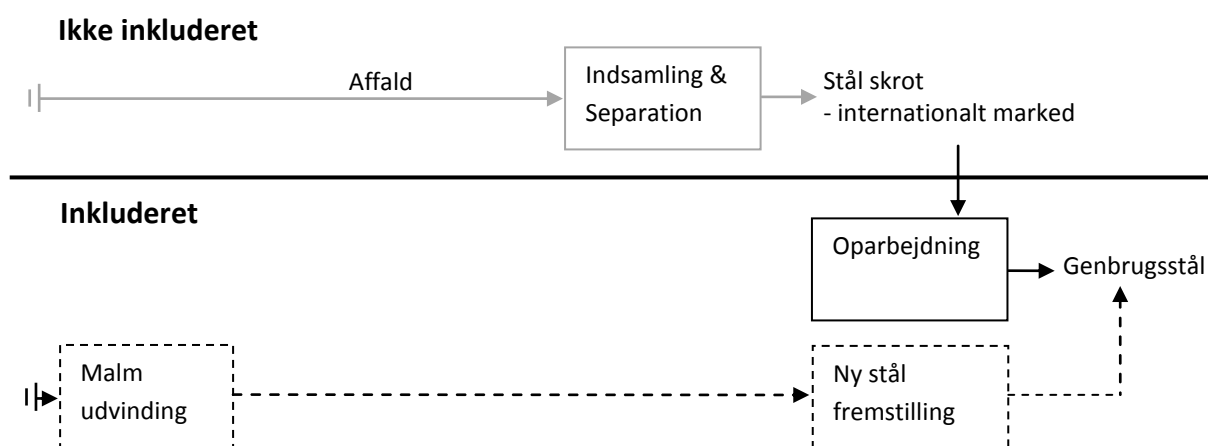 Ikke inkluderet
Affald
Indsamling &
Separation
Stål skrot
- internationalt marked
Inkluderet
Oparbejdning
Genbrugsstål
Malm
udvinding
Ny stål
fremstilling